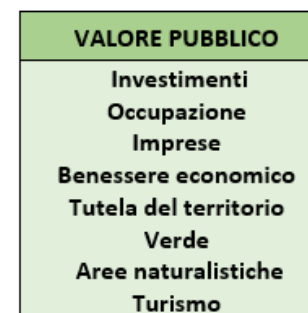 VALORE PUBBLICO
Investimenti
Occupazione
Imprese
Benessere economico
Tutela del territorio
Verde
Aree naturalistiche
Turismo